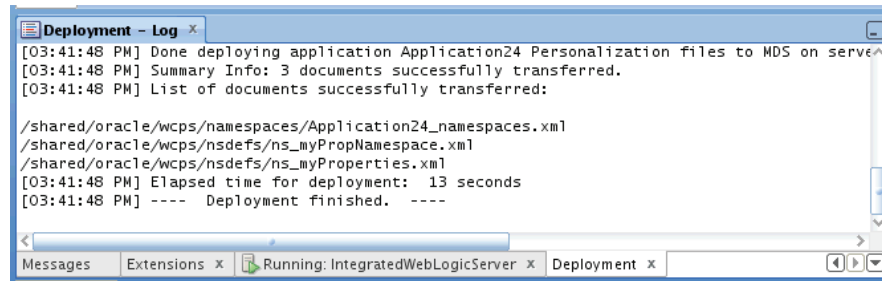 Deployment - Log x
[03:41:48 PM] Done deploying application Application24 Personalization files to MDS on serve
[03:41:48 PM] Summary Info: 3 documents successfully transferred.
[03:41:48 PM] List of documents successfully transferred:
/shared/oracle/wcps/namespaces/Application24_namespaces.xml
/shared/oracle/wcps/nsdefs/ns_myPropNamespace.xml
/shared/oracle/wcps/nsdefs/ns_myProperties.xml
[03:41:48 PM] Elapsed time for deployment:  13 seconds
[03:41:48 PM] ----  Deployment finished.  ----
Messages Extensions x Running: IntegratedWebLogicServer x Deployment x